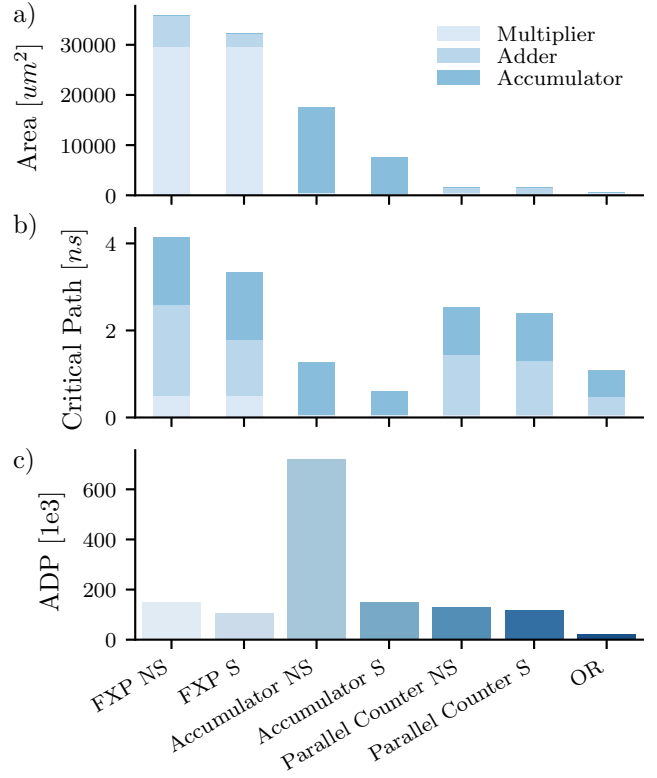 a)
Area [um²]
30000
20000
10000
0
Multiplier
Adder
Accumulator
b)
Critical Path [ns]
4
2
0
c)
ADP [1e3]
600
400
200
0
FXP NS
FXP S
Accumulator NS
Accumulator S
Parallel Counter NS
Parallel Counter S
OR